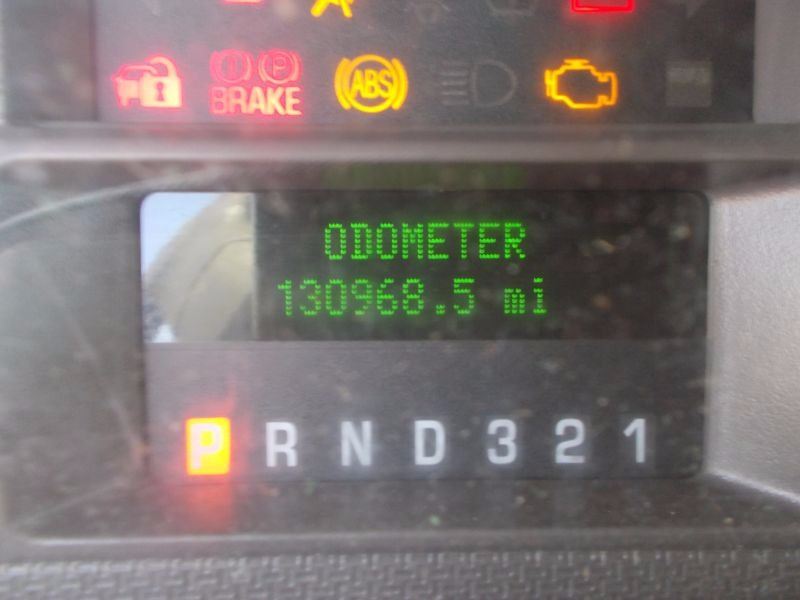 (!) (P)
BRAKE
ABS
ODOMETER
130968.5 mi
P R N D 3 2 1